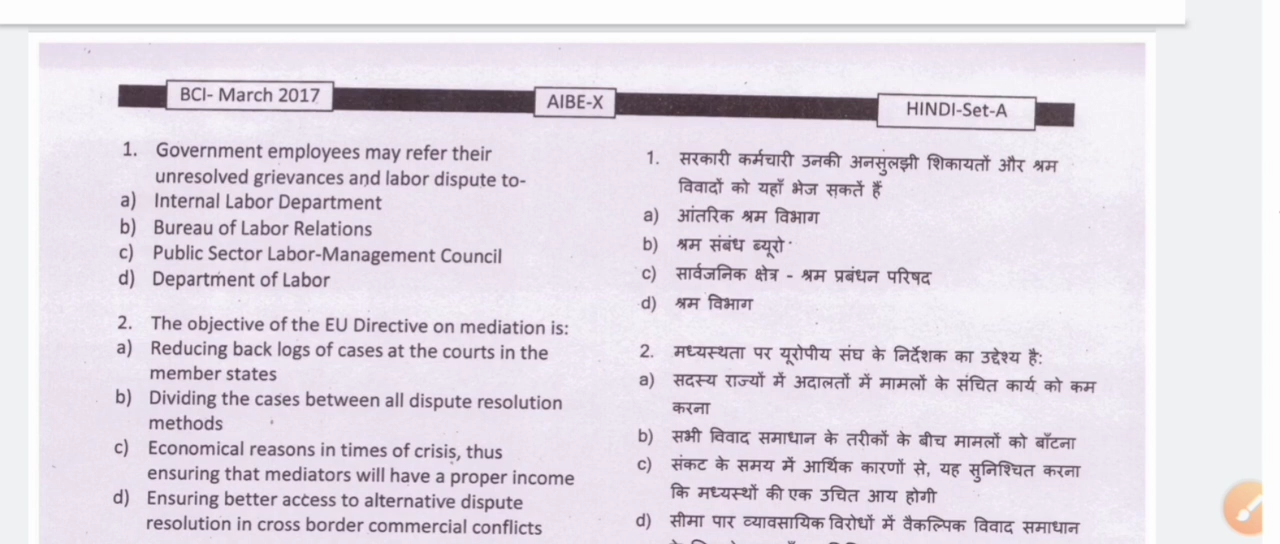 BCI- March 2017
AIBE-X
HINDI-Set-A
1. Government employees may refer their
unresolved grievances and labor dispute to-
a) Internal Labor Department
b) Bureau of Labor Relations
c) Public Sector Labor-Management Council
d) Department of Labor
2. The objective of the EU Directive on mediation is:
a) Reducing back logs of cases at the courts in the
member states
b) Dividing the cases between all dispute resolution
methods
c) Economical reasons in times of crisis, thus
ensuring that mediators will have a proper income
d) Ensuring better access to alternative dispute
resolution in cross border commercial conflicts
1. सरकारी कर्मचारी उनकी अनसुलझी शिकायतों और श्रम
विवादों को यहाँ भेज सकतें हैं
a) आंतरिक श्रम विभाग
b) श्रम संबंध ब्यूरो
c) सार्वजनिक क्षेत्र - श्रम प्रबंधन परिषद
d) श्रम विभाग
2. मध्यस्थता पर यूरोपीय संघ के निर्देशक का उद्देश्य है:
a) सदस्य राज्यों में अदालतों में मामलों के संचित कार्य को कम
करना
b) सभी विवाद समाधान के तरीकों के बीच मामलों को बाँटना
c) संकट के समय में आर्थिक कारणों से, यह सुनिश्चित करना
कि मध्यस्थों की एक उचित आय होगी
d) सीमा पार व्यावसायिक विरोधों में वैकल्पिक विवाद समाधान